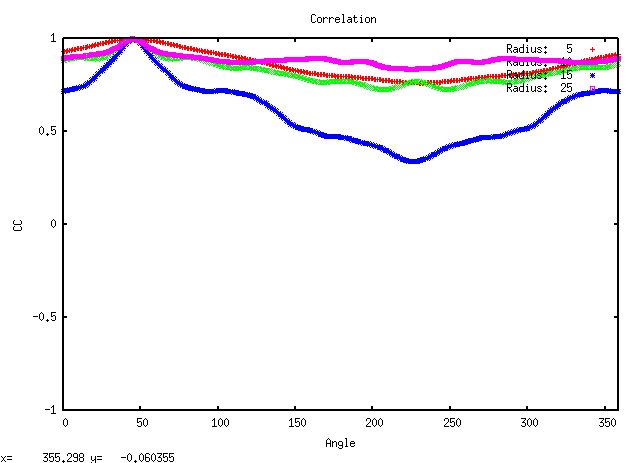 Correlation
1
0.5
0
-0.5
-1
CC
Radius: 5
Radius:
Radius: 15
Radius: 25
0 50 100 150 200 250 300 350
Angle
x= 355.298 y= -0.060355